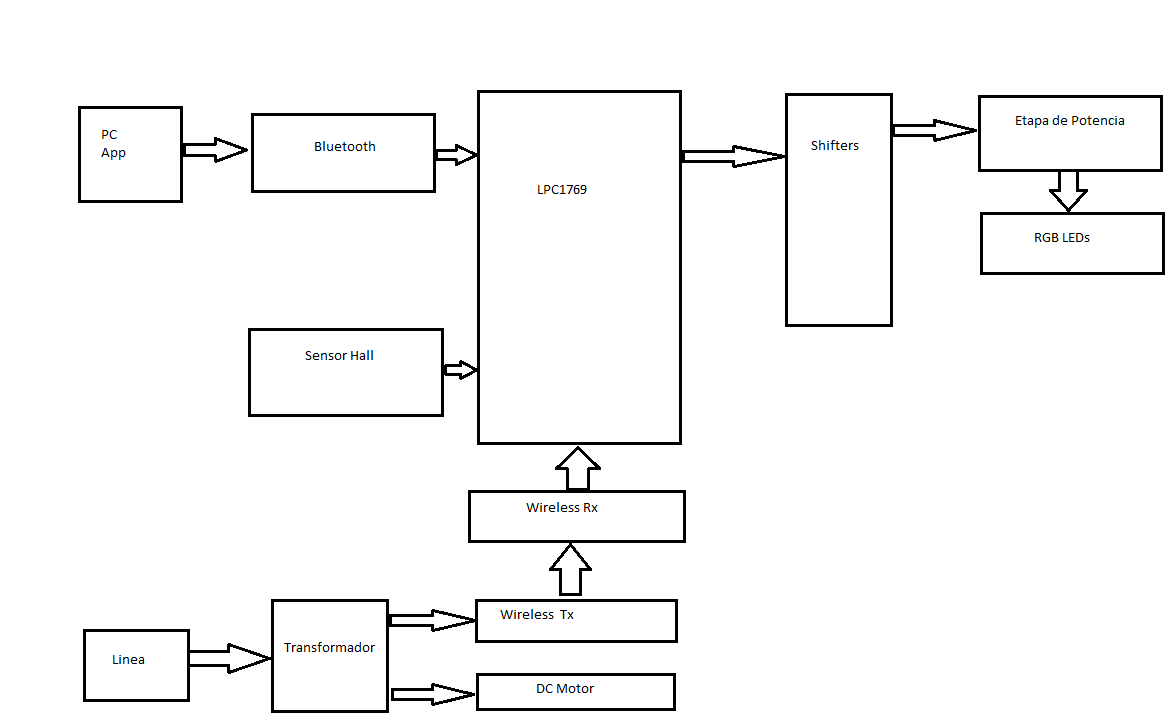 PC
App
Bluetooth
LPC1769
Shifters
Etapa de Potencia
RGB LEDs
Sensor Hall
Wireless Rx
Wireless Tx
Linea
Transformador
DC Motor